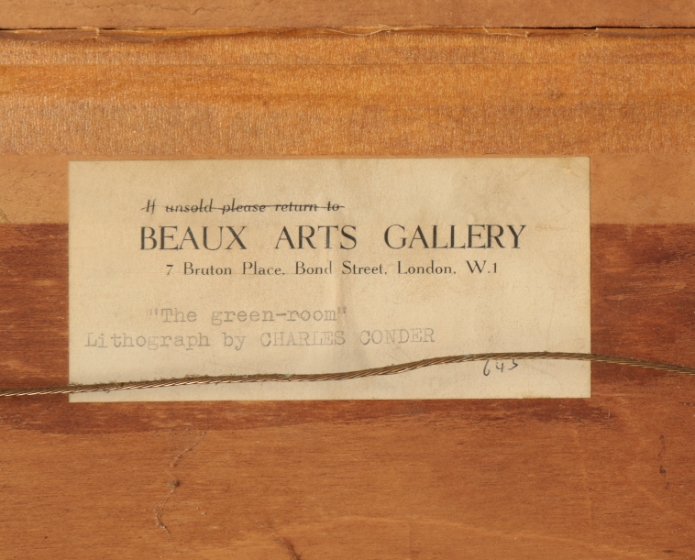 If unsold please return to
BEAUX ARTS GALLERY
7 Bruton Place, Bond Street, London, W.1
"The green-room"
Lithograph by CHARLES CONDER
645